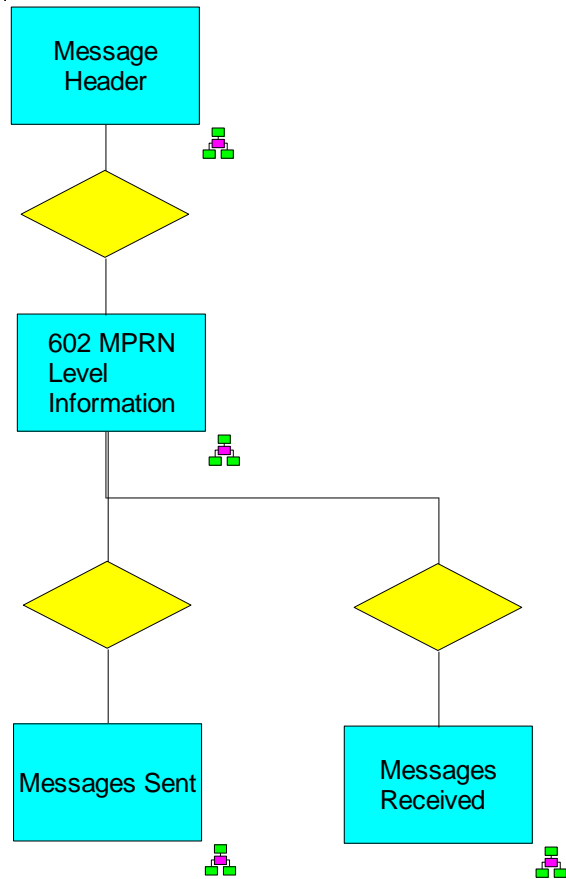 Message
Header
602 MPRN
Level
Information
Messages Sent
Messages
Received